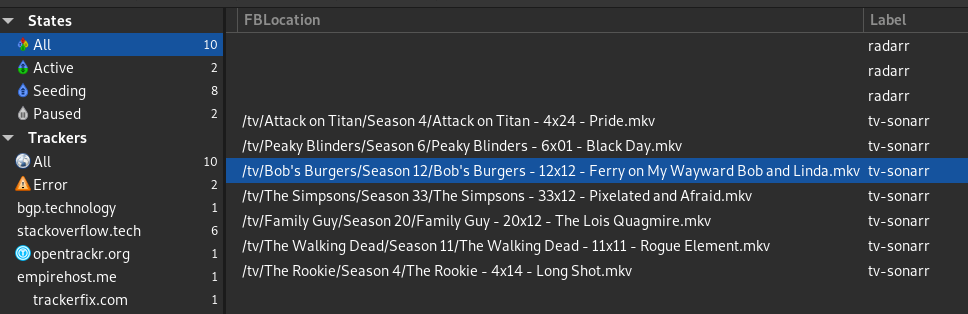 States
All 10
Active 2
Seeding 8
Paused 2
Trackers
All 10
Error 2
bgp.technology 1
stackoverflow.tech 6
opentrackr.org 1
empirehost.me 1
trackerfix.com 1
FBLocation Label
radarr
radarr
radarr
/tv/Attack on Titan/Season 4/Attack on Titan - 4x24 - Pride.mkv tv-sonarr
/tv/Peaky Blinders/Season 6/Peaky Blinders - 6x01 - Black Day.mkv tv-sonarr
/tv/Bob's Burgers/Season 12/Bob's Burgers - 12x12 - Ferry on My Wayward Bob and Linda.mkv tv-sonarr
/tv/The Simpsons/Season 33/The Simpsons - 33x12 - Pixelated and Afraid.mkv tv-sonarr
/tv/Family Guy/Season 20/Family Guy - 20x12 - The Lois Quagmire.mkv tv-sonarr
/tv/The Walking Dead/Season 11/The Walking Dead - 11x11 - Rogue Element.mkv tv-sonarr
/tv/The Rookie/Season 4/The Rookie - 4x14 - Long Shot.mkv tv-sonarr